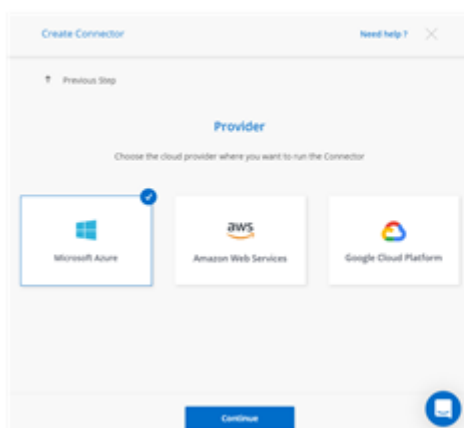 Create Connector
Need help ?
Previous Step
Provider
Choose the cloud provider where you want to run the Connector
aws
Microsoft Azure
Amazon Web Services
Google Cloud Platform
Continue